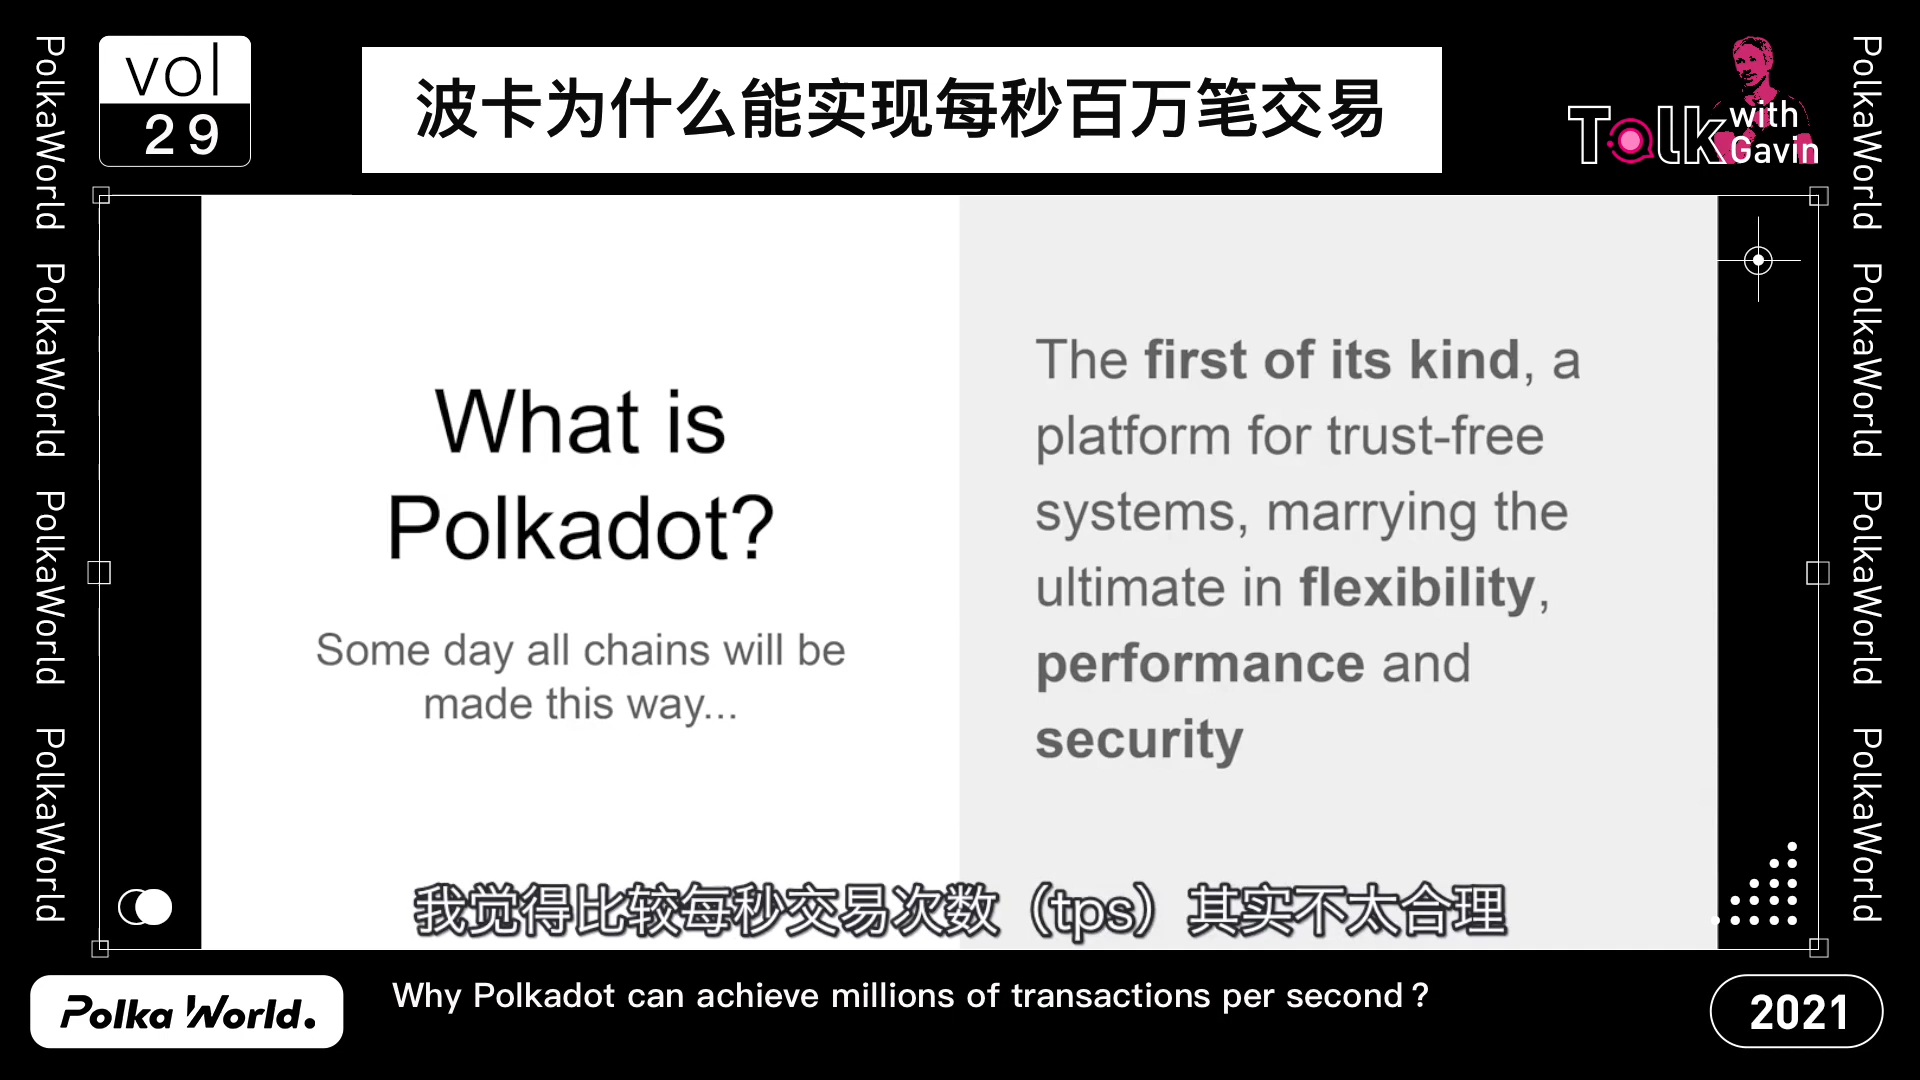 vol
29
波卡为什么能实现每秒百万笔交易
Talk with Gavin
PolkaWorld PolkaWorld PolkaWorld PolkaWorld
PolkaWorld PolkaWorld PolkaWorld PolkaWorld
What is
Polkadot?
Some day all chains will be
made this way...
The first of its kind, a
platform for trust-free
systems, marrying the
ultimate in flexibility,
performance and
security
我觉得比较每秒交易次数（tps）其实不太合理
Polka World.
Why Polkadot can achieve millions of transactions per second?
2021